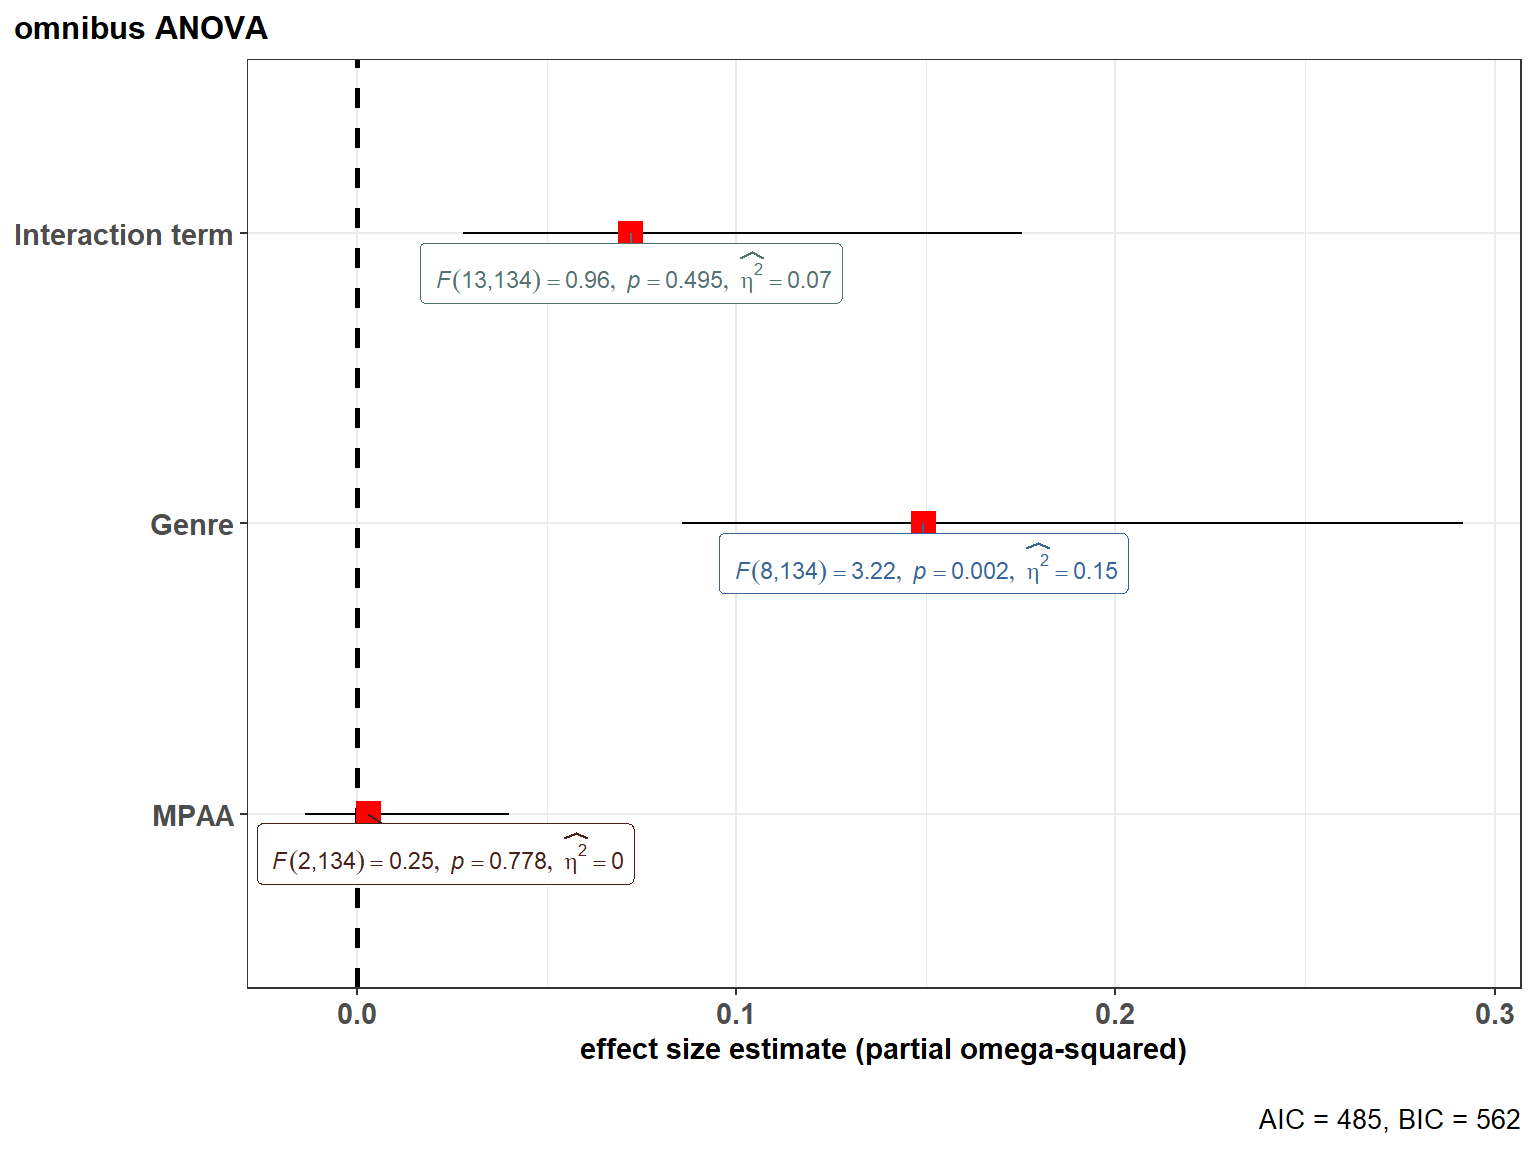 omnibus ANOVA
Interaction term
F(13,134) = 0.96, p = 0.495, η̂² = 0.07
Genre
F(8,134) = 3.22, p = 0.002, η̂² = 0.15
MPAA
F(2,134) = 0.25, p = 0.778, η̂² = 0
0.0 0.1 0.2 0.3
effect size estimate (partial omega-squared)
AIC = 485, BIC = 562